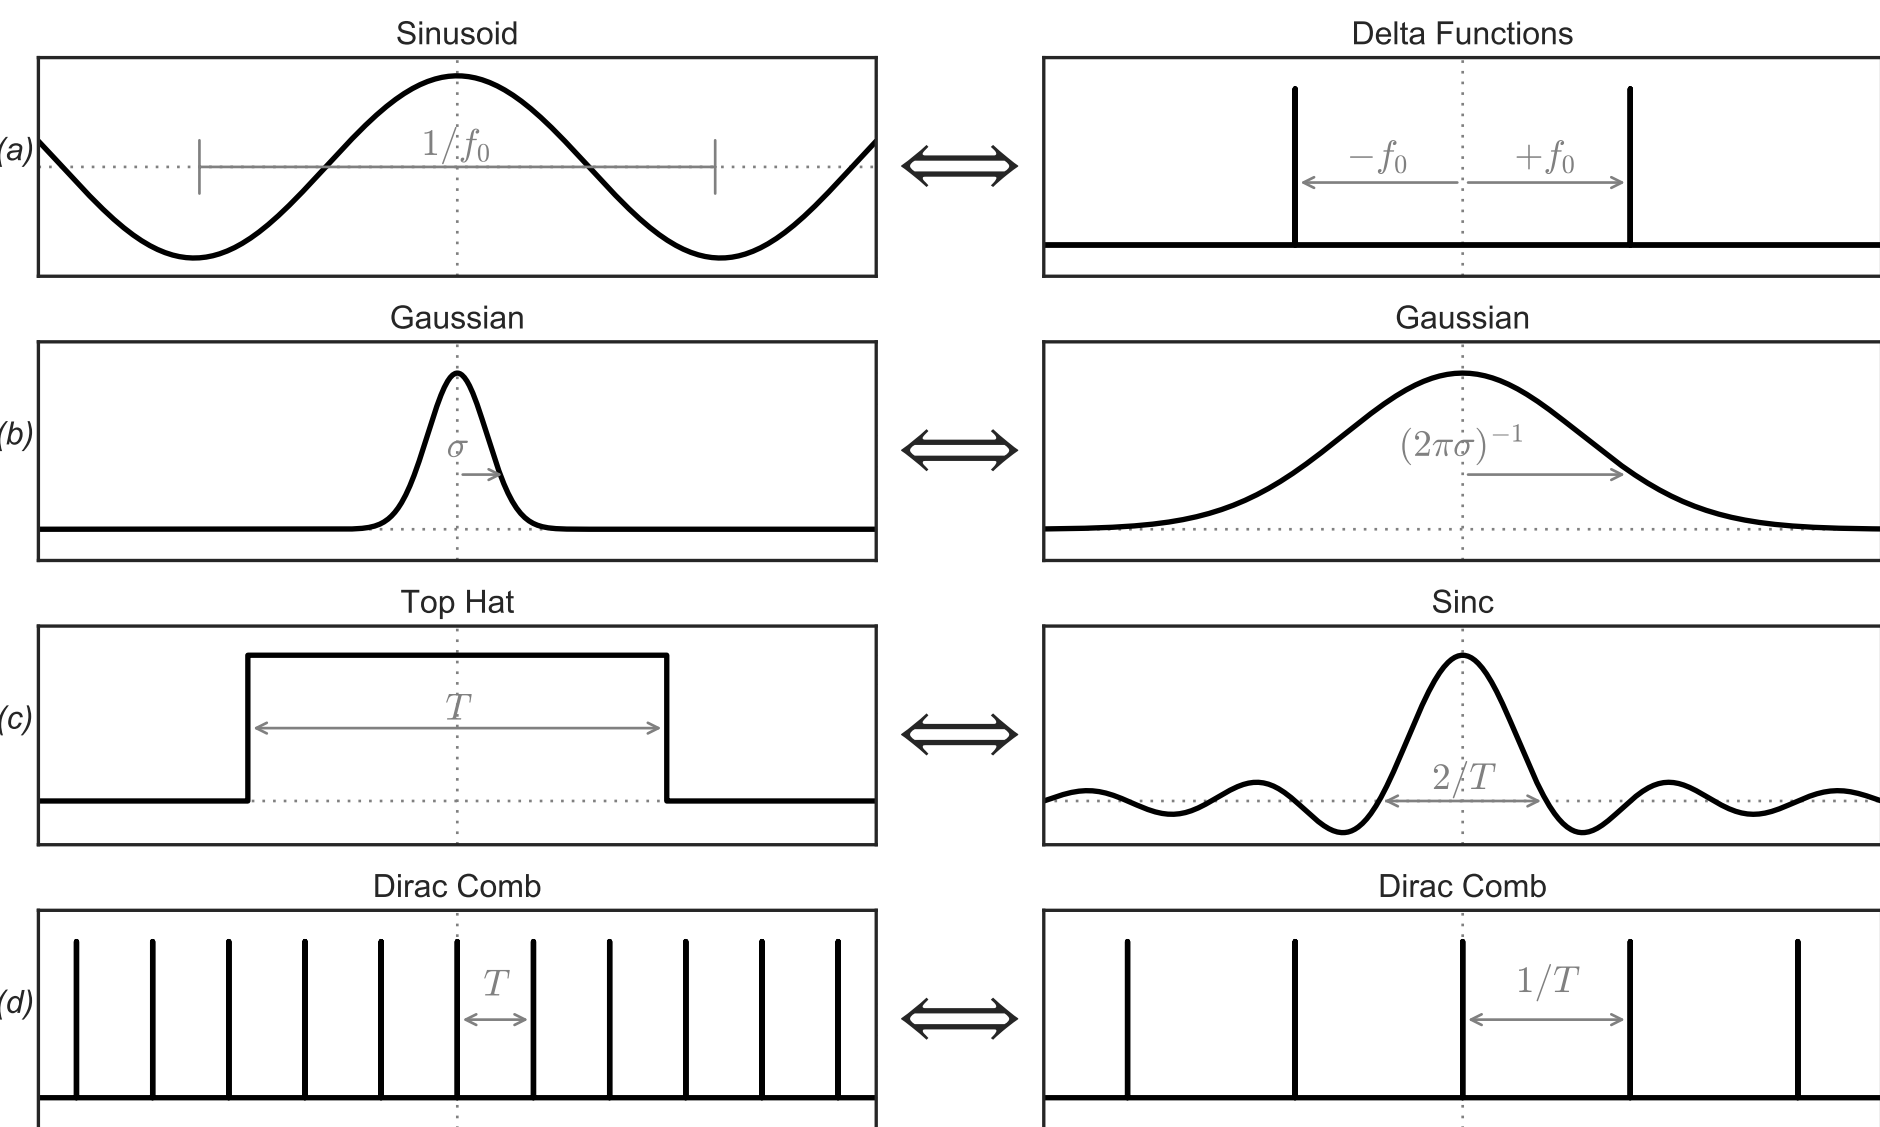 Sinusoid
Delta Functions
(a)
1/f₀
−f₀
+f₀
Gaussian
Gaussian
(b)
σ
(2πσ)⁻¹
Top Hat
Sinc
(c)
T
2/T
Dirac Comb
Dirac Comb
(d)
T
1/T